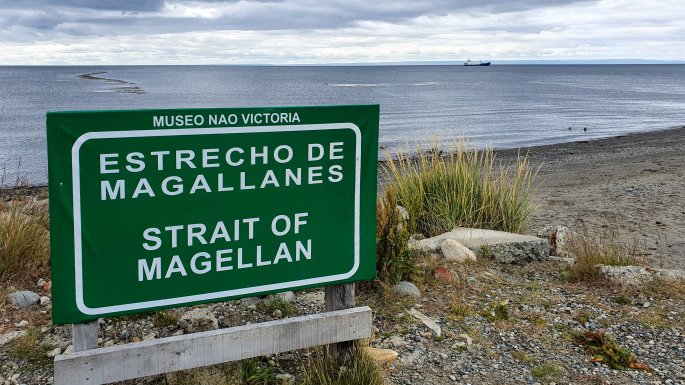 MUSEO NAO VICTORIA
ESTRECHO DE
MAGALLANES
STRAIT OF
MAGELLAN